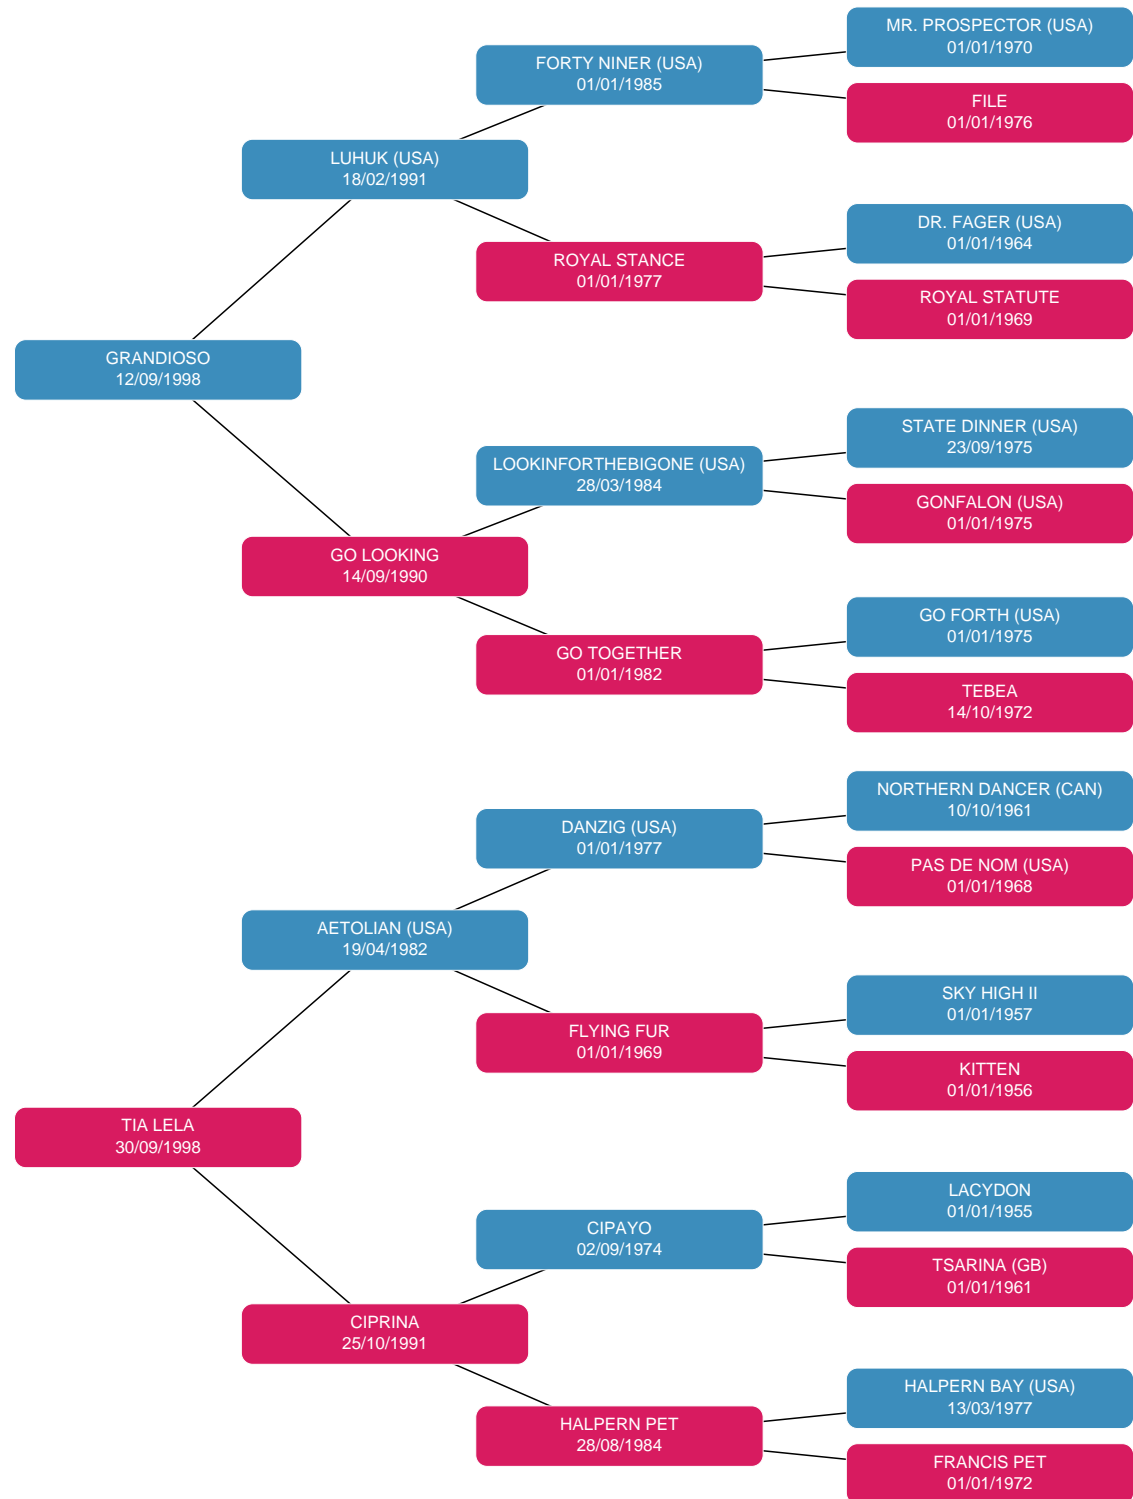 MR. PROSPECTOR (USA)
01/01/1970
FORTY NINER (USA)
01/01/1985
FILE
01/01/1976
LUHUK (USA)
18/02/1991
DR. FAGER (USA)
01/01/1964
ROYAL STANCE
01/01/1977
ROYAL STATUTE
01/01/1969
GRANDIOSO
12/09/1998
STATE DINNER (USA)
23/09/1975
LOOKINFORTHEBIGONE (USA)
28/03/1984
GONFALON (USA)
01/01/1975
GO LOOKING
14/09/1990
GO FORTH (USA)
01/01/1975
GO TOGETHER
01/01/1982
TEBEA
14/10/1972
NORTHERN DANCER (CAN)
10/10/1961
DANZIG (USA)
01/01/1977
PAS DE NOM (USA)
01/01/1968
AETOLIAN (USA)
19/04/1982
SKY HIGH II
01/01/1957
FLYING FUR
01/01/1969
KITTEN
01/01/1956
TIA LELA
30/09/1998
LACYDON
01/01/1955
CIPAYO
02/09/1974
TSARINA (GB)
01/01/1961
CIPRINA
25/10/1991
HALPERN BAY (USA)
13/03/1977
HALPERN PET
28/08/1984
FRANCIS PET
01/01/1972